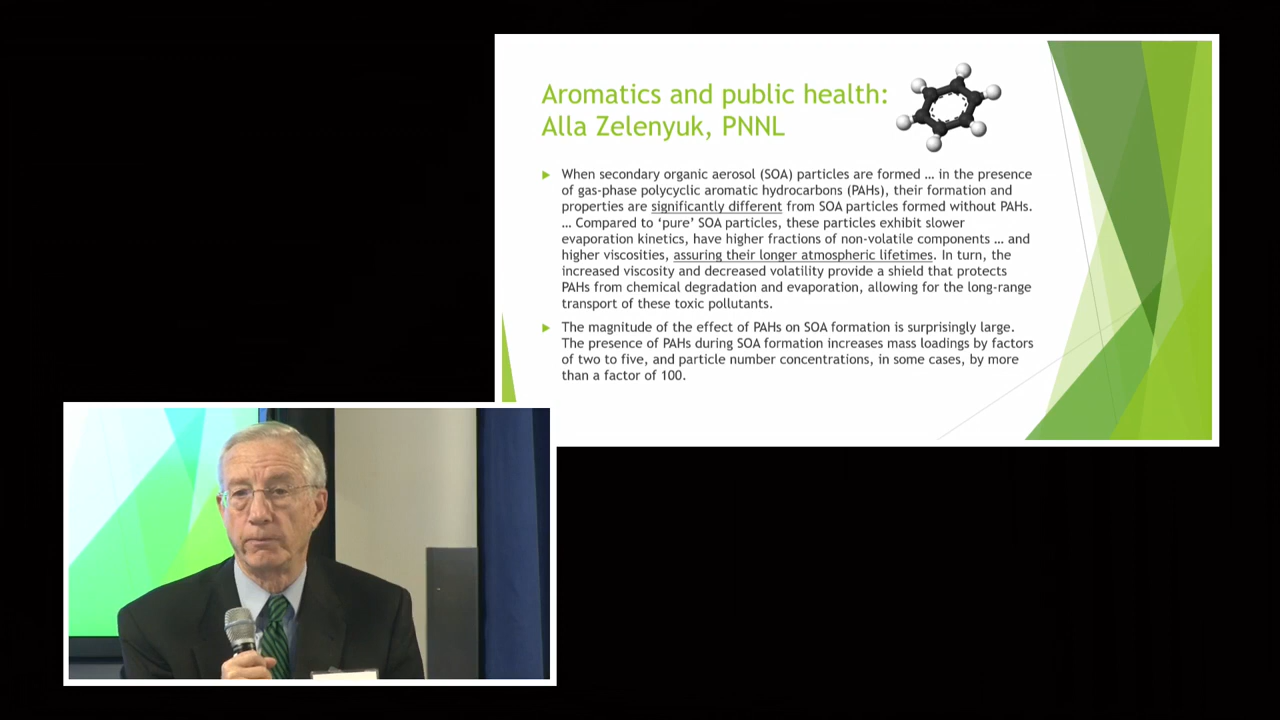 Aromatics and public health:
Alla Zelenyuk, PNNL
When secondary organic aerosol (SOA) particles are formed … in the presence
of gas-phase polycyclic aromatic hydrocarbons (PAHs), their formation and
properties are significantly different from SOA particles formed without PAHs.
… Compared to ‘pure’ SOA particles, these particles exhibit slower
evaporation kinetics, have higher fractions of non-volatile components … and
higher viscosities, assuring their longer atmospheric lifetimes. In turn, the
increased viscosity and decreased volatility provide a shield that protects
PAHs from chemical degradation and evaporation, allowing for the long-range
transport of these toxic pollutants.
The magnitude of the effect of PAHs on SOA formation is surprisingly large.
The presence of PAHs during SOA formation increases mass loadings by factors
of two to five, and particle number concentrations, in some cases, by more
than a factor of 100.